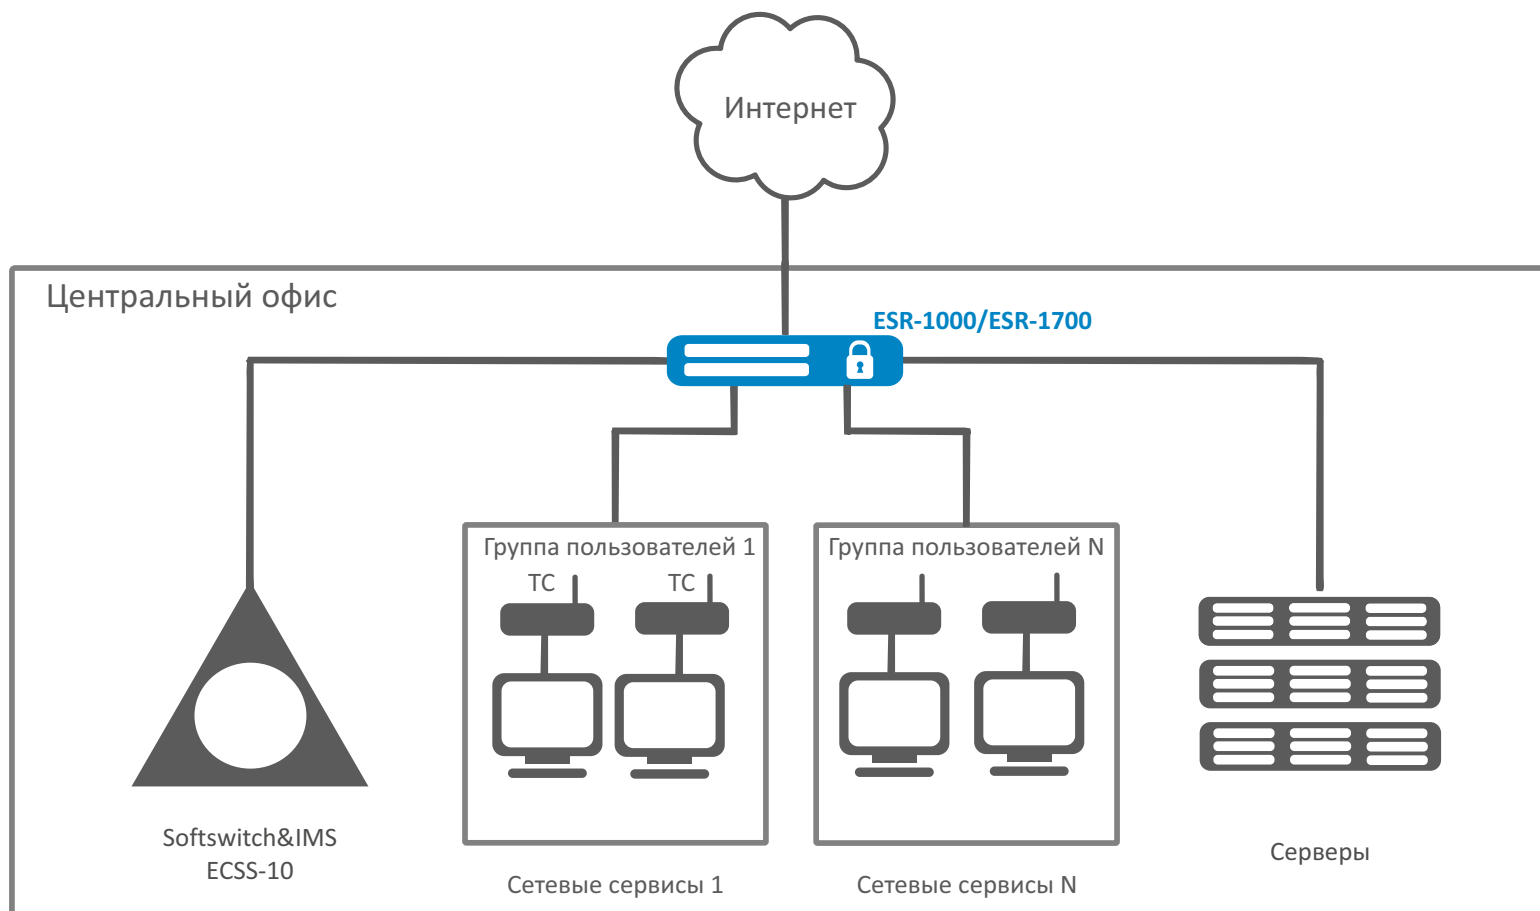 Интернет
Центральный офис
ESR-1000/ESR-1700
Группа пользователей 1
Группа пользователей N
ТС
ТС
Softswitch&IMS
ECSS-10
Сетевые сервисы 1
Сетевые сервисы N
Серверы